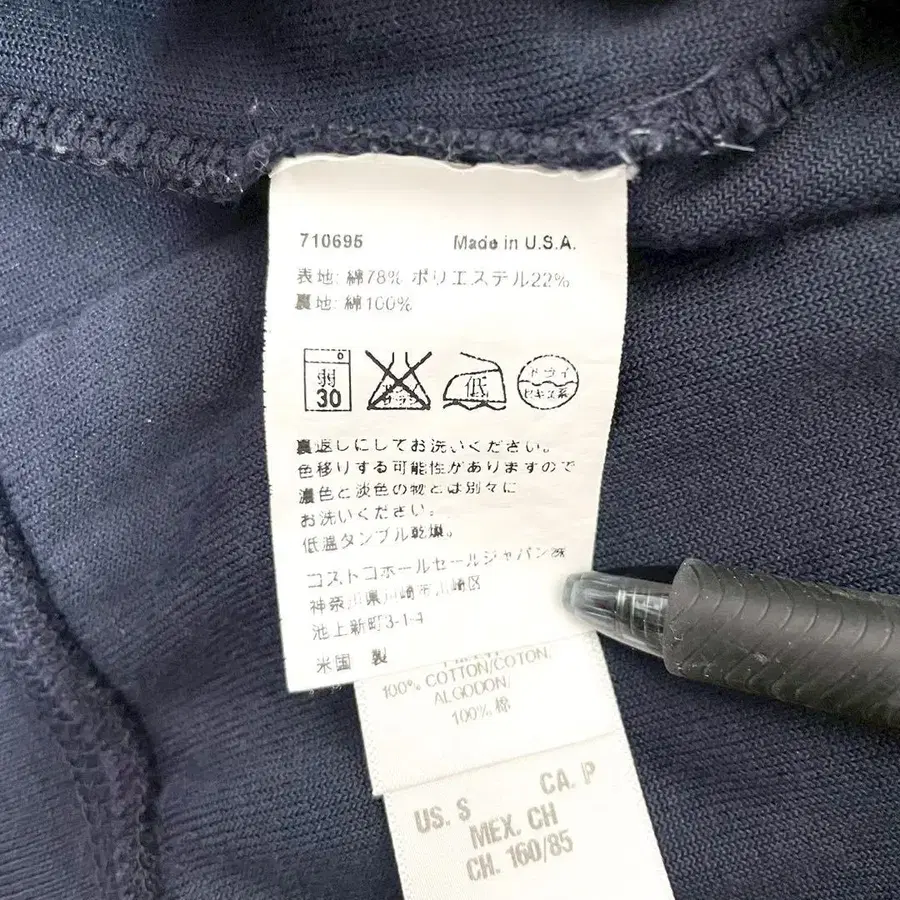 710695 Made in U.S.A.
表地: 綿78% ポリエステル22%
裏地: 綿100%
弱 30 低 ドライ セキユ系
裏返しにしてお洗いください。
色移りする可能性がありますので
濃色と淡色の物とは別々に
お洗いください。
低温タンブル乾燥。
コストコホールセールジャパン㈱
神奈川県川崎市川崎区
池上新町3-1-4
米国 製
100% COTTON/COTON/
ALGODON/
100% 棉
US. S CA. P
MEX. CH
CH. 160/85